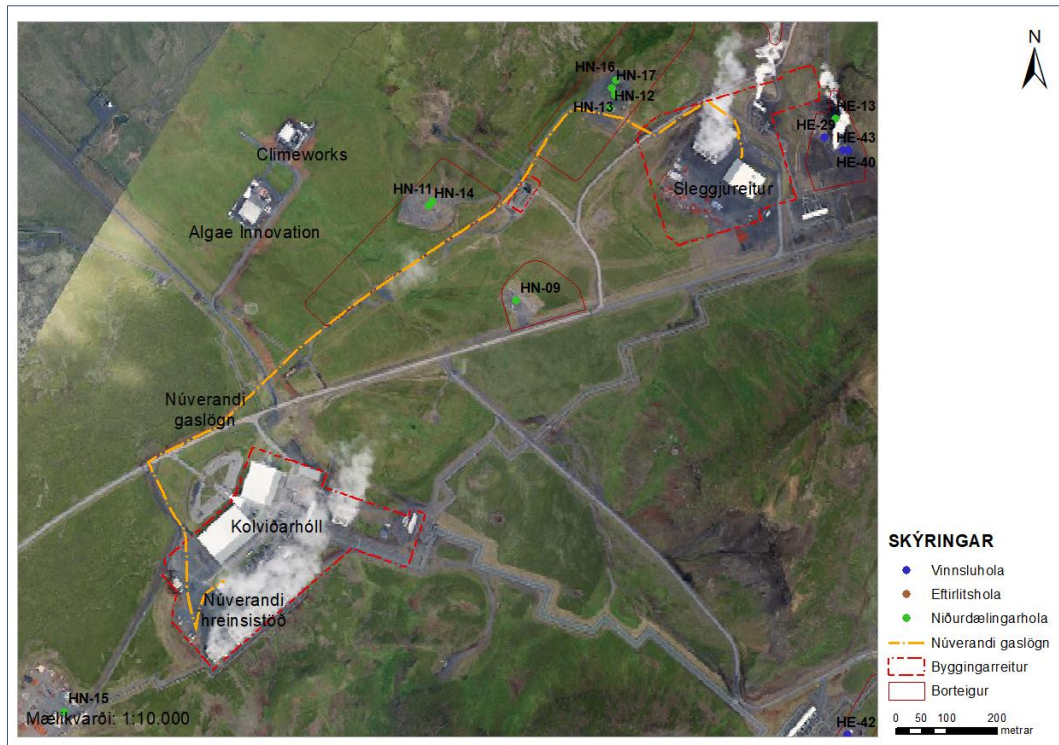 N
HN-16
HN-17
HN-12
HN-13
HE-13
HE-29
HE-43
HE-40
Climeworks
HN-11
HN-14
Sleggjureitur
Algae Innovation
HN-09
Núverandi
gaslögn
Kolviðarhóll
Núverandi
hreinsistöð
HN-15
Mælikvarði: 1:10.000
HE-42
SKÝRINGAR
Vinnsluhola
Eftirlitshola
Niðurdælingarhola
Núverandi gaslögn
Byggingarreitur
Borteigur
0 50 100 200
metrar